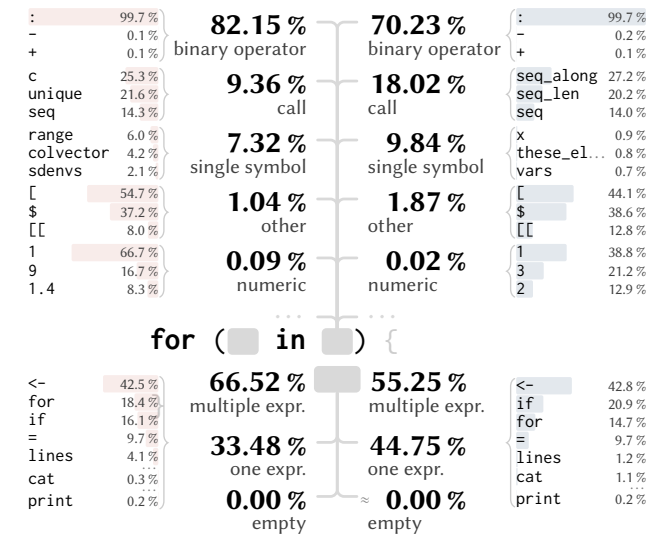 : 99.7 % 82.15 % 70.23 % : 99.7 %
- 0.1 % binary operator binary operator - 0.2 %
+ 0.1 % + 0.1 %
c 25.3 % 9.36 % 18.02 % seq_along 27.2 %
unique 21.6 % call call seq_len 20.2 %
seq 14.3 % seq 14.0 %
range 6.0 % 7.32 % 9.84 % x 0.9 %
colvector 4.2 % single symbol single symbol these_el... 0.8 %
sdenvs 2.1 % vars 0.7 %
[ 54.7 % 1.04 % 1.87 % [ 44.1 %
$ 37.2 % other other $ 38.6 %
[[ 8.0 % [[ 12.8 %
1 66.7 % 0.09 % 0.02 % 1 38.8 %
9 16.7 % numeric numeric 3 21.2 %
1.4 8.3 % 2 12.9 %
... ...
for ( in ) {
<- 42.5 % 66.52 % 55.25 % <- 42.8 %
for 18.4 % multiple expr. multiple expr. if 20.9 %
if 16.1 % for 14.7 %
= 9.7 % 33.48 % 44.75 % = 9.7 %
lines 4.1 % one expr. one expr. lines 1.2 %
...
cat 0.3 % cat 1.1 %
... ...
print 0.2 % 0.00 % ≈ 0.00 % print 0.2 %
empty empty